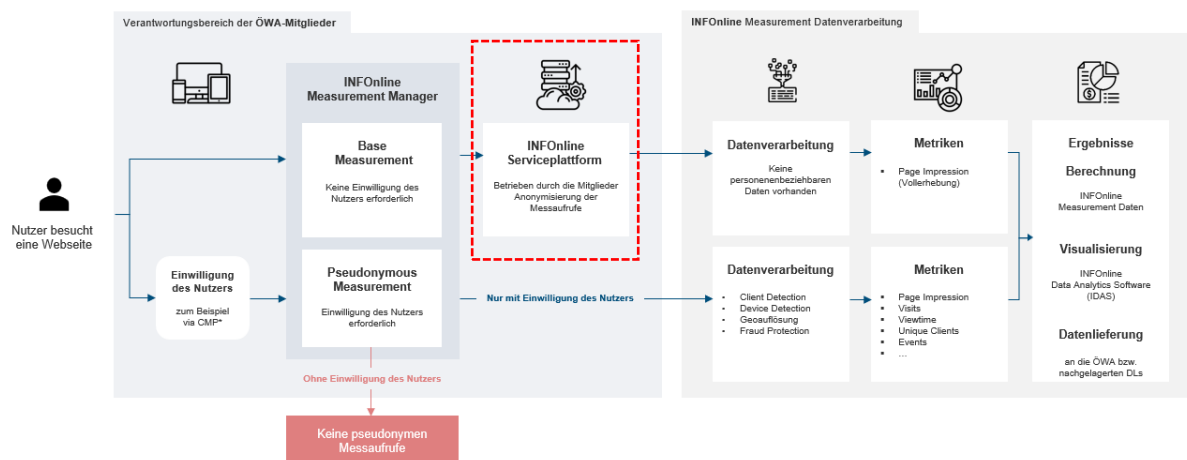 Verantwortungsbereich der ÖWA-Mitglieder
INFOnline Measurement Datenverarbeitung
Nutzer besucht
eine Webseite
Einwilligung
des Nutzers
zum Beispiel
via CMP*
INFOnline
Measurement Manager
Base
Measurement
Keine Einwilligung des
Nutzers erforderlich
Pseudonymous
Measurement
Einwilligung des Nutzers
erforderlich
Ohne Einwilligung des Nutzers
Keine pseudonymen
Messaufrufe
INFOnline
Serviceplattform
Betrieben durch die Mitglieder
Anonymisierung der
Messaufrufe
Nur mit Einwilligung des Nutzers
Datenverarbeitung
Keine
personenenbeziehbaren
Daten vorhanden
Metriken
▪ Page Impression
(Vollerhebung)
Datenverarbeitung
• Client Detection
• Device Detection
• Geoauflösung
• Fraud Protection
Metriken
▪ Page Impression
▪ Visits
▪ Viewtime
▪ Unique Clients
▪ Events
▪ ...
Ergebnisse
Berechnung
INFOnline
Measurement Daten
Visualisierung
INFOnline
Data Analytics Software
(IDAS)
Datenlieferung
an die ÖWA bzw.
nachgelagerten DLs